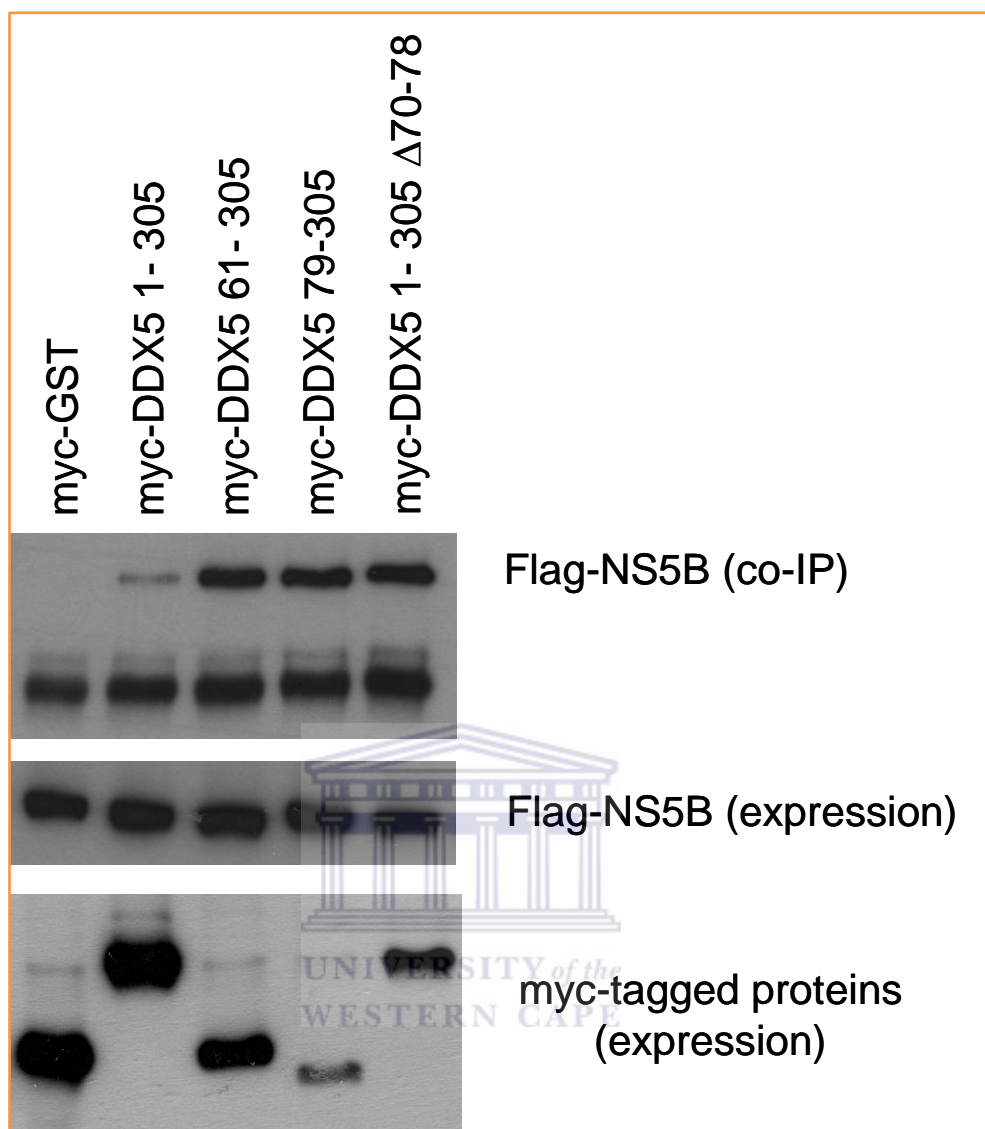 myc-GST
myc-DDX5 1- 305
myc-DDX5 61- 305
myc-DDX5 79-305
myc-DDX5 1- 305 Δ70-78
Flag-NS5B (co-IP)
Flag-NS5B (expression)
myc-tagged proteins
(expression)
UNIVERSITY of the
WESTERN CAPE